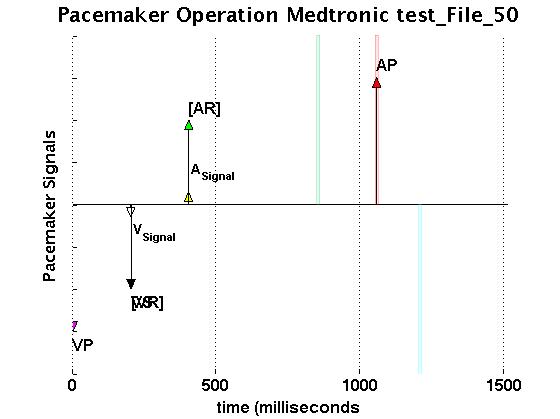 Pacemaker Operation Medtronic test_File_50
AP
[AR]
A_Signal
Pacemaker Signals
V_Signal
VP
0 500 1000 1500
time (milliseconds